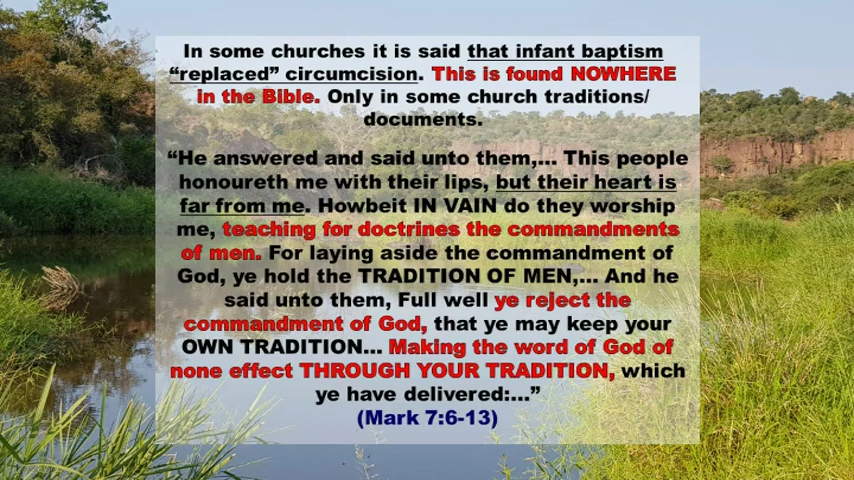 In some churches it is said that infant baptism
“replaced” circumcision. This is found NOWHERE
in the Bible. Only in some church traditions/
documents.
“He answered and said unto them,... This people
honoureth me with their lips, but their heart is
far from me. Howbeit IN VAIN do they worship
me, teaching for doctrines the commandments
of men. For laying aside the commandment of
God, ye hold the TRADITION OF MEN,... And he
said unto them, Full well ye reject the
commandment of God, that ye may keep your
OWN TRADITION... Making the word of God of
none effect THROUGH YOUR TRADITION, which
ye have delivered:...”
(Mark 7:6-13)